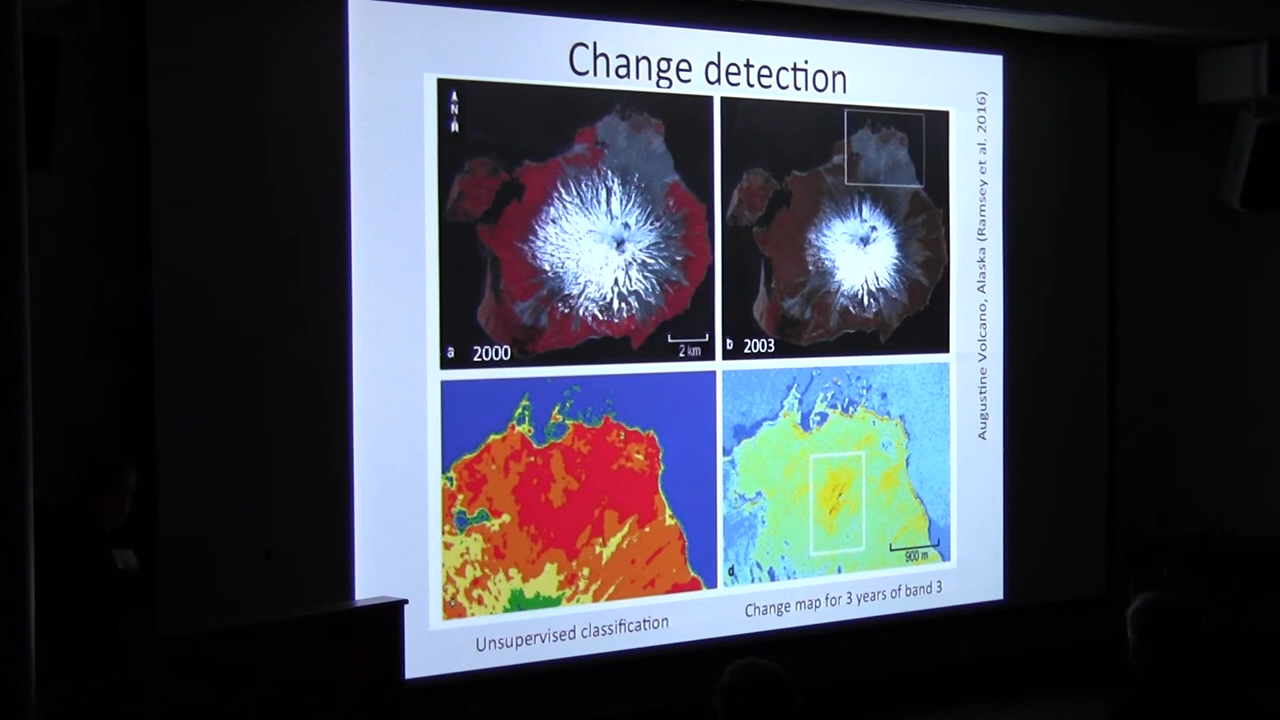 Change detection
A
N
a 2000
2 km
b 2003
d
900 m
Unsupervised classification
Change map for 3 years of band 3
Augustine Volcano, Alaska (Ramsey et al. 2016)